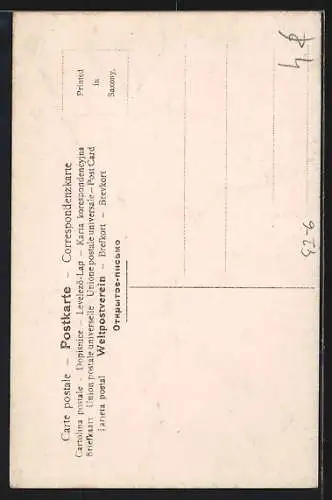 Carte postale – Postkarte – Correspondenzkarte
Cartolina postale – Dopisnice – Levelező-Lap – Karta korespondencyjna
Briefkaart Union postale universelle Unione postale universale – Post Card
Tarjeta postal Weltpostverein – Brefkort – Brevkort
Открытое-письмо
Printed
in
Saxony.